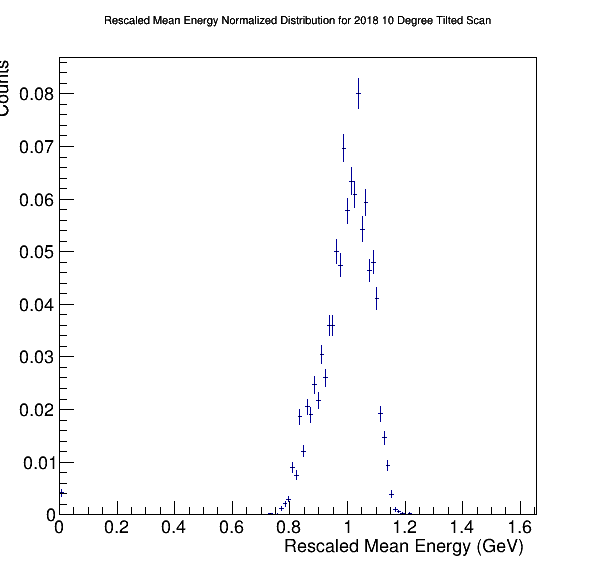 Rescaled Mean Energy Normalized Distribution for 2018 10 Degree Tilted Scan
Counts
0.08
0.07
0.06
0.05
0.04
0.03
0.02
0.01
0
0 0.2 0.4 0.6 0.8 1 1.2 1.4 1.6
Rescaled Mean Energy (GeV)